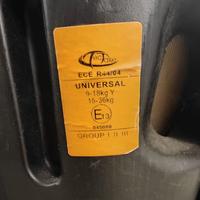 ECE R44/04
UNIVERSAL
9-18kg Y
15-36kg
E13
GROUP I II III